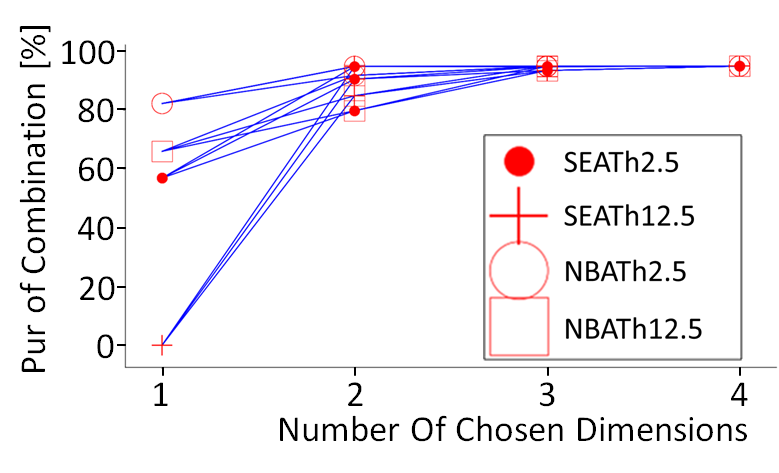 Pur of Combination [%]
100
80
60
40
20
0
1 2 3 4
Number Of Chosen Dimensions
SEATh2.5
SEATh12.5
NBATh2.5
NBATh12.5